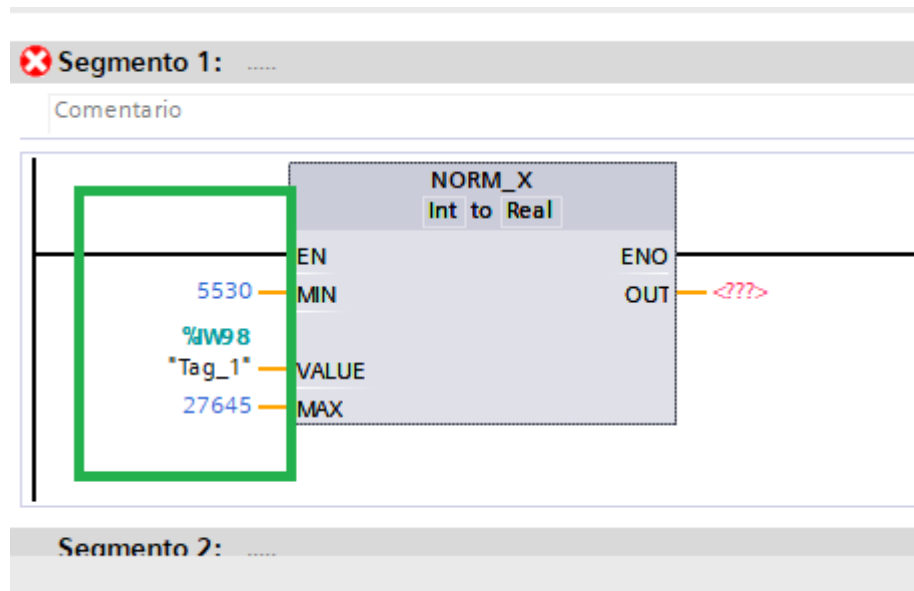 Segmento 1: .....
Comentario
NORM_X
Int to Real
EN ENO
5530 MIN OUT <???>
%IW98
"Tag_1" VALUE
27645 MAX
Segmento 2: .....